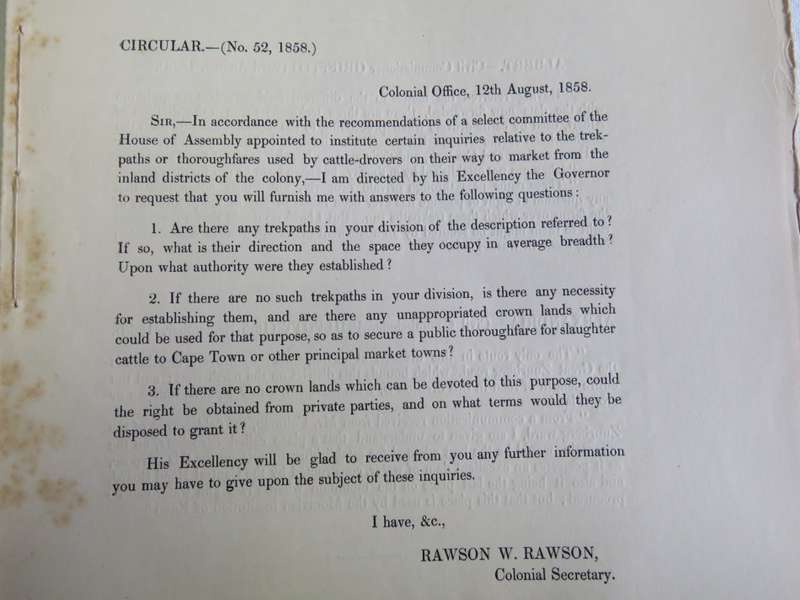 CIRCULAR.—(No. 52, 1858.)
Colonial Office, 12th August, 1858.
SIR,—In accordance with the recommendations of a select committee of the
House of Assembly appointed to institute certain inquiries relative to the trek-
paths or thoroughfares used by cattle-drovers on their way to market from the
inland districts of the colony,—I am directed by his Excellency the Governor
to request that you will furnish me with answers to the following questions:
1. Are there any trekpaths in your division of the description referred to?
If so, what is their direction and the space they occupy in average breadth?
Upon what authority were they established?
2. If there are no such trekpaths in your division, is there any necessity
for establishing them, and are there any unappropriated crown lands which
could be used for that purpose, so as to secure a public thoroughfare for slaughter
cattle to Cape Town or other principal market towns?
3. If there are no crown lands which can be devoted to this purpose, could
the right be obtained from private parties, and on what terms would they be
disposed to grant it?
His Excellency will be glad to receive from you any further information
you may have to give upon the subject of these inquiries.
I have, &c.,
RAWSON W. RAWSON,
Colonial Secretary.